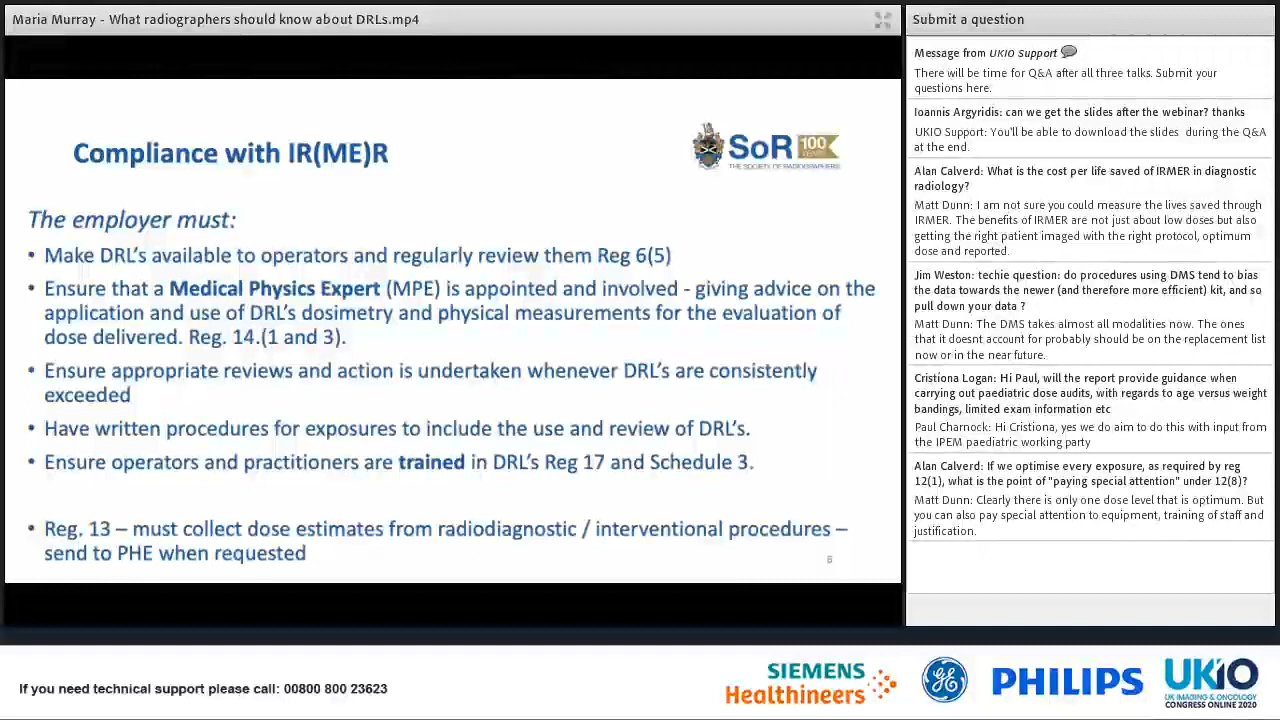 Maria Murray - What radiographers should know about DRLs.mp4
Compliance with IR(ME)R
SoR
100
YEARS
THE SOCIETY OF RADIOGRAPHERS
The employer must:
• Make DRL's available to operators and regularly review them Reg 6(5)
• Ensure that a Medical Physics Expert (MPE) is appointed and involved - giving advice on the
application and use of DRL's dosimetry and physical measurements for the evaluation of
dose delivered. Reg. 14.(1 and 3).
• Ensure appropriate reviews and action is undertaken whenever DRL's are consistently
exceeded
• Have written procedures for exposures to include the use and review of DRL's.
• Ensure operators and practitioners are trained in DRL's Reg 17 and Schedule 3.
• Reg. 13 – must collect dose estimates from radiodiagnostic / interventional procedures –
send to PHE when requested
6
Submit a question
Message from UKIO Support
There will be time for Q&A after all three talks. Submit your
questions here.
Ioannis Argyridis: can we get the slides after the webinar? thanks
UKIO Support: You'll be able to download the slides during the Q&A
at the end.
Alan Calverd: What is the cost per life saved of IRMER in diagnostic
radiology?
Matt Dunn: I am not sure you could measure the lives saved through
IRMER. The benefits of IRMER are not just about low doses but also
getting the right patient imaged with the right protocol, optimum
dose and reported.
Jim Weston: techie question: do procedures using DMS tend to bias
the data towards the newer (and therefore more efficient) kit, and so
pull down your data ?
Matt Dunn: The DMS takes almost all modalities now. The ones
that it doesnt account for probably should be on the replacement list
now or in the near future.
Cristiona Logan: Hi Paul, will the report provide guidance when
carrying out paediatric dose audits, with regards to age versus weight
bandings, limited exam information etc
Paul Charnock: Hi Cristiona, yes we do aim to do this with input from
the IPEM paediatric working party
Alan Calverd: If we optimise every exposure, as required by reg
12(1), what is the point of "paying special attention" under 12(8)?
Matt Dunn: Clearly there is only one dose level that is optimum. But
you can also pay special attention to equipment, training of staff and
justification.
If you need technical support please call: 00800 800 23623
SIEMENS
Healthineers
GE
PHILIPS
UKIO
UK IMAGING & ONCOLOGY
CONGRESS ONLINE 2020